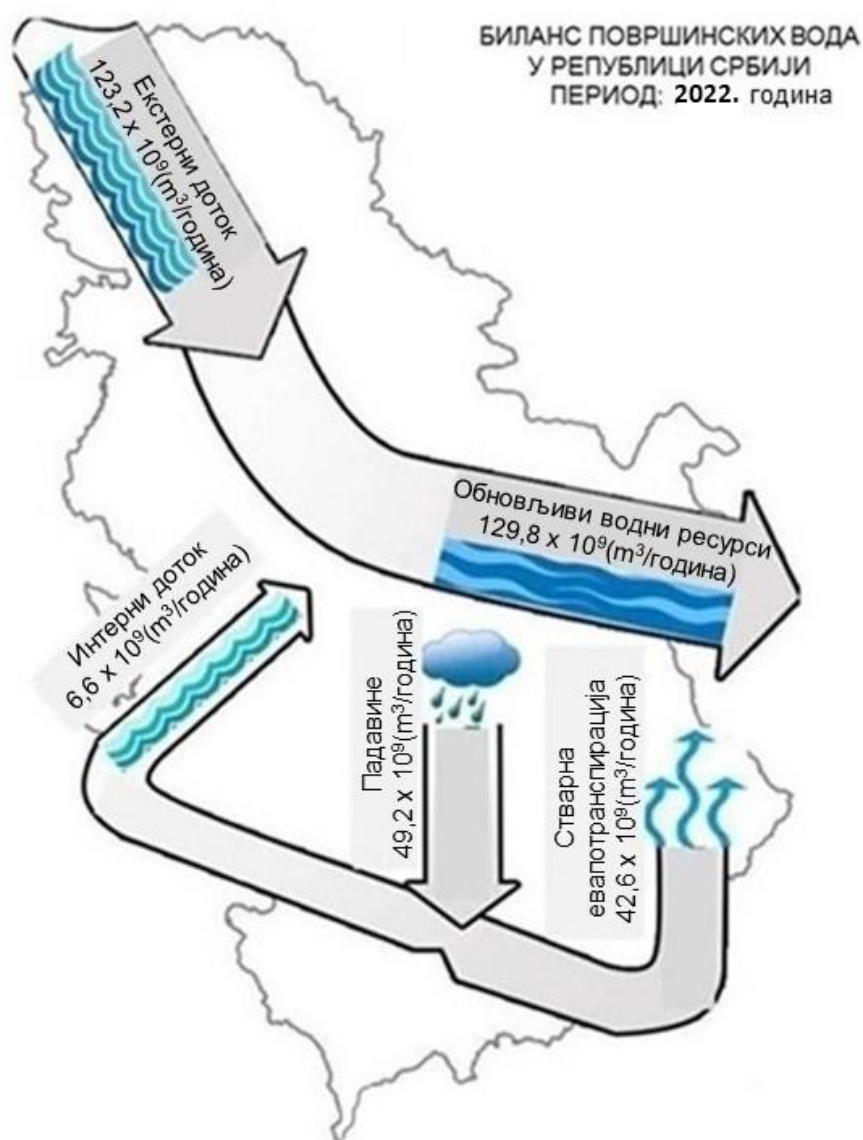 БИЛАНС ПОВРШИНСКИХ ВОДА
У РЕПУБЛИЦИ СРБИЈИ
ПЕРИОД: 2022. година
Екстерни доток
123,2 x 10⁹(m³/година)
Обновљиви водни ресурси
129,8 x 10⁹(m³/година)
Интерни доток
6,6 x 10⁹(m³/година)
Падавине
49,2 x 10⁹(m³/година)
Стварна
евапотранспирација
42,6 x 10⁹(m³/година)